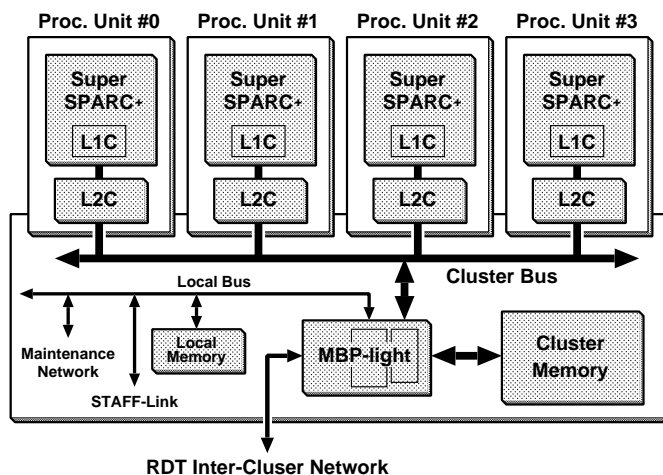 Proc. Unit #0
Proc. Unit #1
Proc. Unit #2
Proc. Unit #3
Super
SPARC+
L1C
L2C
Super
SPARC+
L1C
L2C
Super
SPARC+
L1C
L2C
Super
SPARC+
L1C
L2C
Cluster Bus
Local Bus
Maintenance
Network
STAFF-Link
Local
Memory
MBP-light
Cluster
Memory
RDT Inter-Cluser Network